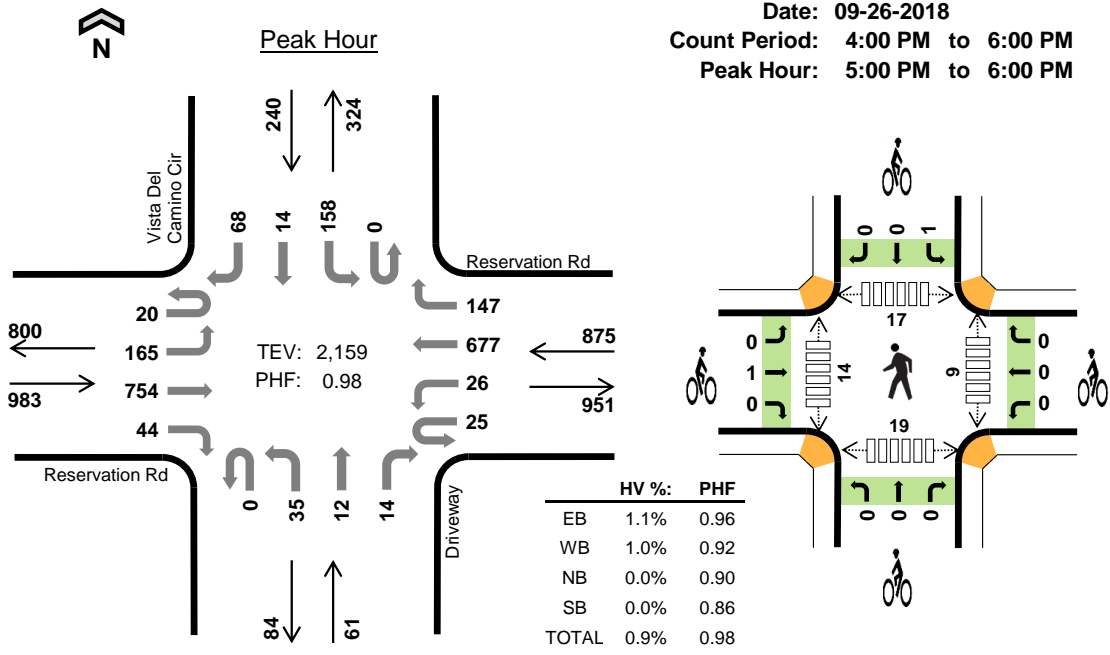 N
Peak Hour
Date: 09-26-2018
Count Period: 4:00 PM to 6:00 PM
Peak Hour: 5:00 PM to 6:00 PM
240
324
Vista Del
Camino Cir
68
14
158
0
Reservation Rd
20
165
754
44
800
983
TEV: 2,159
PHF: 0.98
147
677
26
25
875
951
Reservation Rd
0
35
12
14
Driveway
84
61
HV %: PHF
EB 1.1% 0.96
WB 1.0% 0.92
NB 0.0% 0.90
SB 0.0% 0.86
TOTAL 0.9% 0.98
0
0
1
17
0
1
0
14
9
0
0
0
19
0
0
0